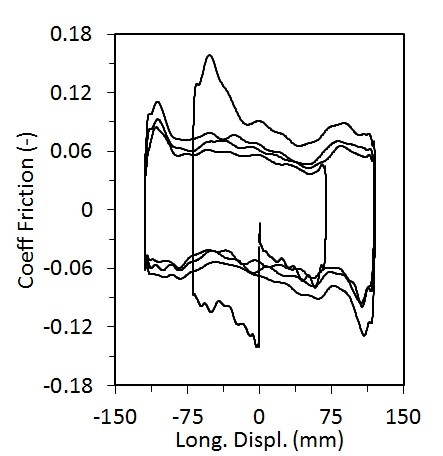 0.18
0.12
0.06
0
-0.06
-0.12
-0.18
Coeff Friction (-)
-150 -75 0 75 150
Long. Displ. (mm)